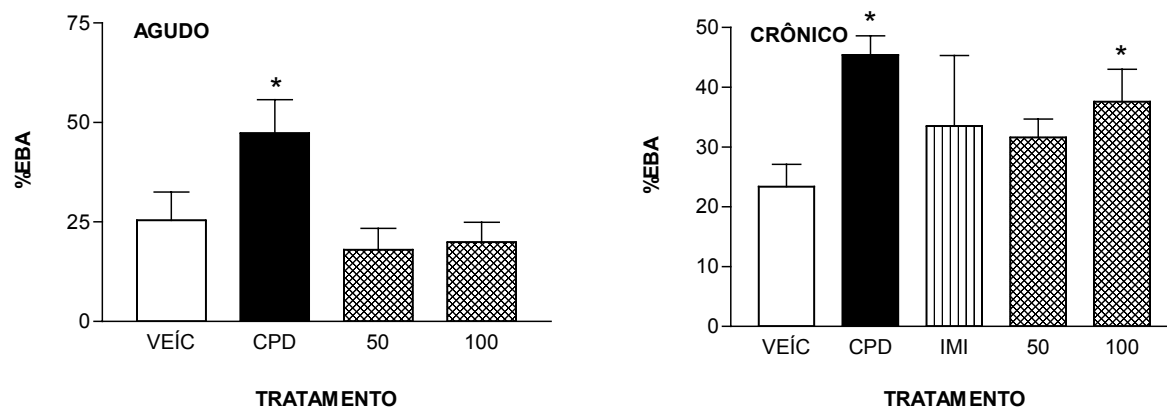 AGUDO
75
50
25
0
%EBA
*
VEÍC CPD 50 100
TRATAMENTO
CRÔNICO
50
40
30
20
10
0
%EBA
*
*
VEÍC CPD IMI 50 100
TRATAMENTO